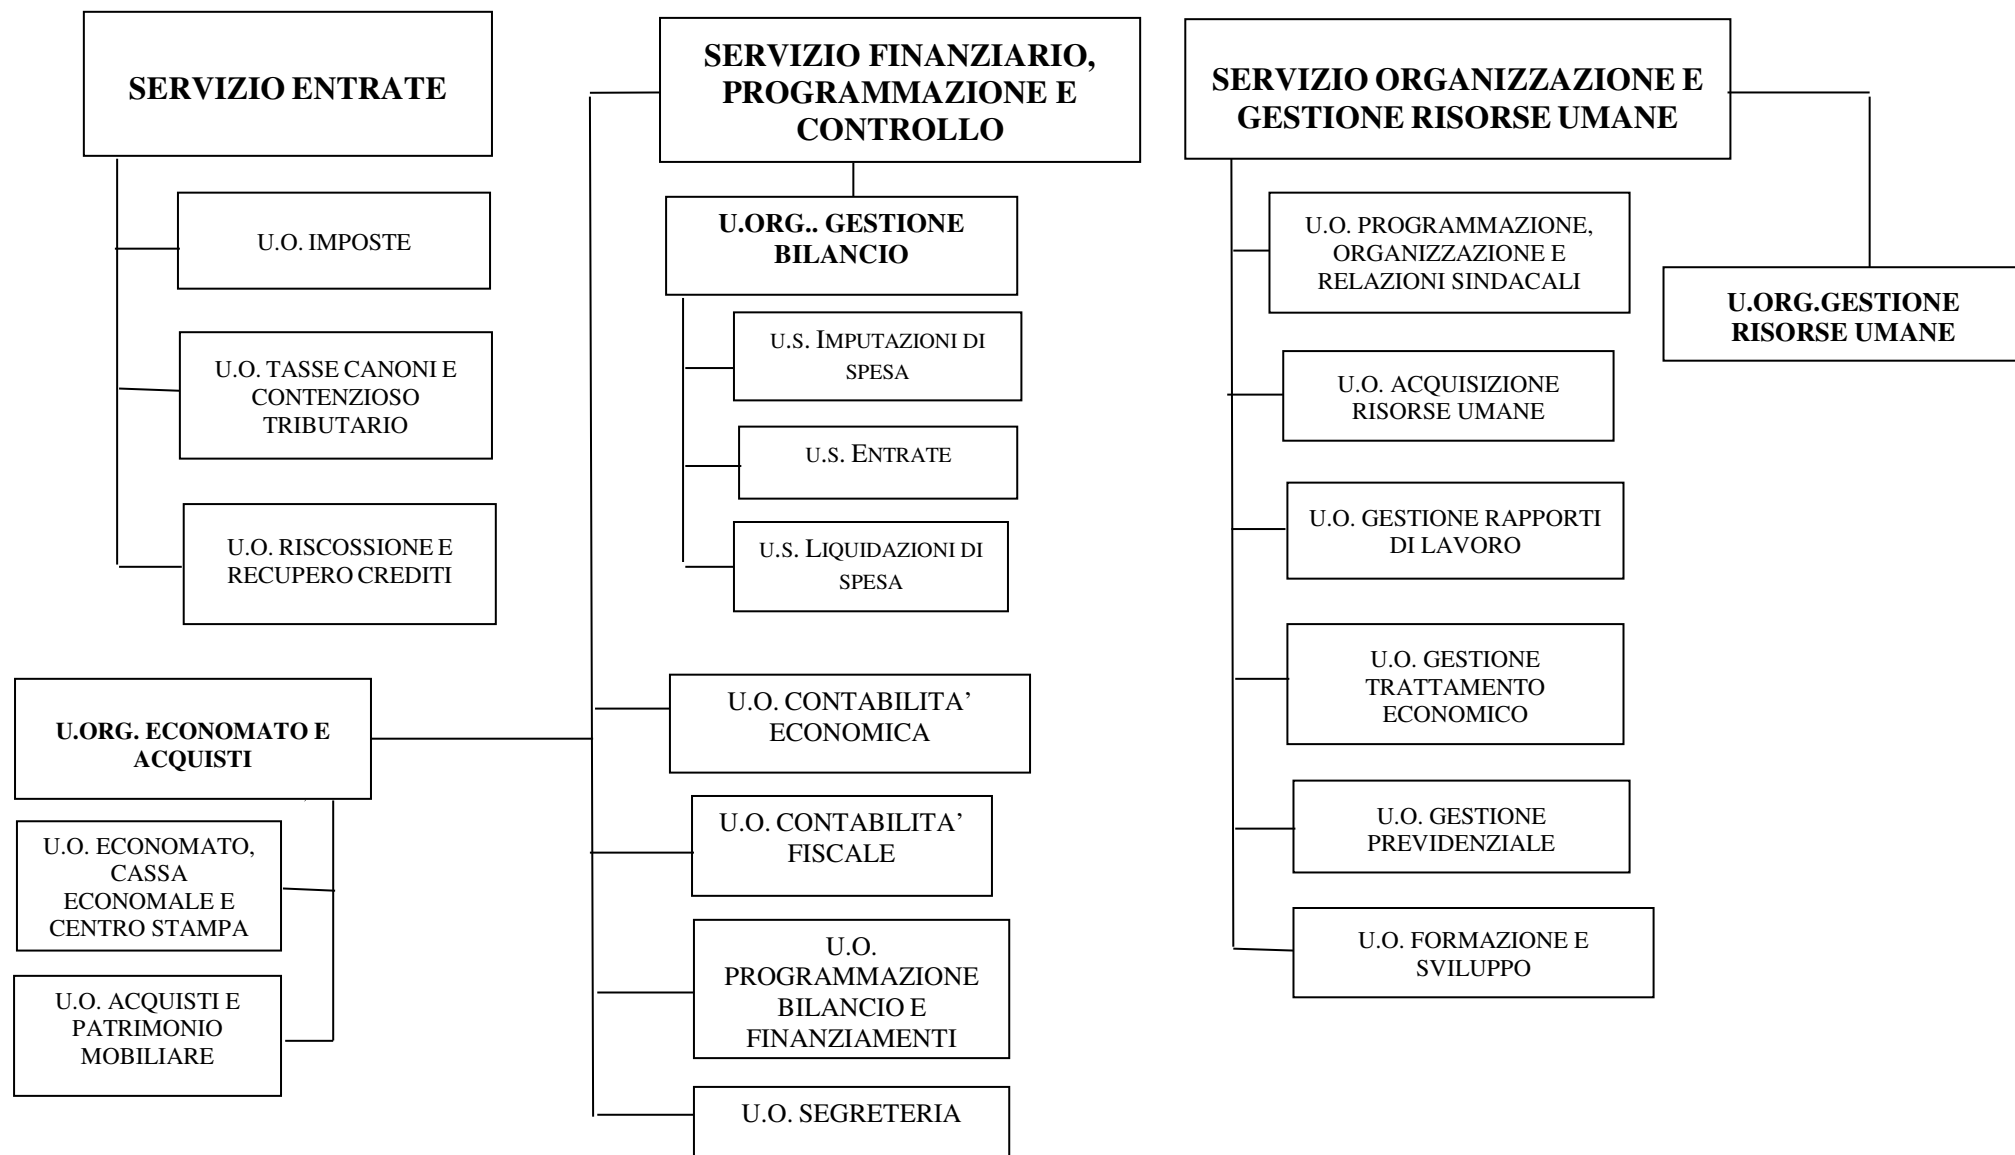 SERVIZIO ENTRATE
U.O. IMPOSTE
U.O. TASSE CANONI E
CONTENZIOSO
TRIBUTARIO
U.O. RISCOSSIONE E
RECUPERO CREDITI
SERVIZIO FINANZIARIO,
PROGRAMMAZIONE E
CONTROLLO
U.ORG.. GESTIONE
BILANCIO
U.S. IMPUTAZIONI DI
SPESA
U.S. ENTRATE
U.S. LIQUIDAZIONI DI
SPESA
U.ORG. ECONOMATO E
ACQUISTI
U.O. ECONOMATO,
CASSA
ECONOMALE E
CENTRO STAMPA
U.O. ACQUISTI E
PATRIMONIO
MOBILIARE
U.O. CONTABILITA’
ECONOMICA
U.O. CONTABILITA’
FISCALE
U.O.
PROGRAMMAZIONE
BILANCIO E
FINANZIAMENTI
U.O. SEGRETERIA
SERVIZIO ORGANIZZAZIONE E
GESTIONE RISORSE UMANE
U.O. PROGRAMMAZIONE,
ORGANIZZAZIONE E
RELAZIONI SINDACALI
U.O. ACQUISIZIONE
RISORSE UMANE
U.O. GESTIONE RAPPORTI
DI LAVORO
U.O. GESTIONE
TRATTAMENTO
ECONOMICO
U.O. GESTIONE
PREVIDENZIALE
U.O. FORMAZIONE E
SVILUPPO
U.ORG.GESTIONE
RISORSE UMANE